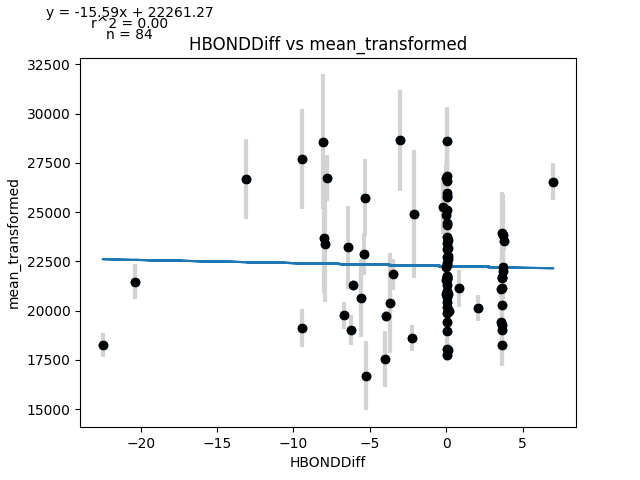 y = -15.59x + 22261.27
r^2 = 0.00
n = 84
HBONDDiff vs mean_transformed
32500
30000
27500
25000
22500
20000
17500
15000
mean_transformed
−20
−15
−10
−5
0
5
HBONDDiff